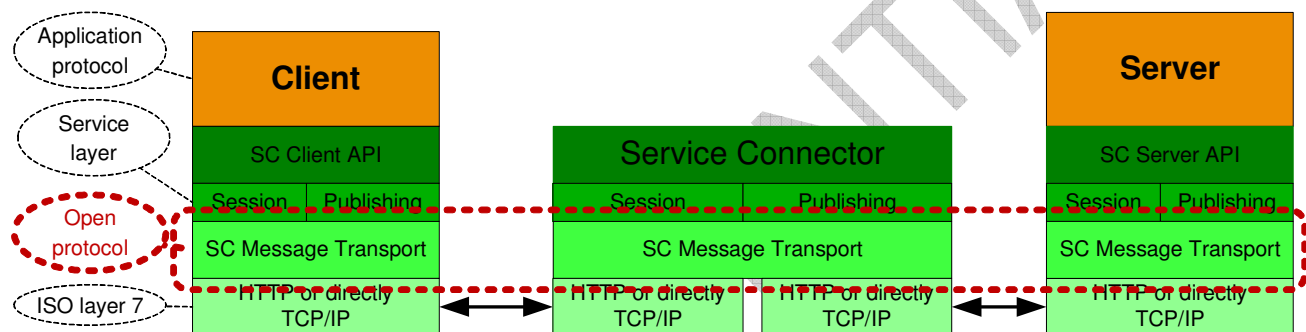 Application
protocol
Client
Server
Service
layer
SC Client API
Service Connector
SC Server API
Session
Publishing
Session
Publishing
Session
Publishing
Open
protocol
SC Message Transport
SC Message Transport
SC Message Transport
ISO layer 7
HTTP or directly
TCP/IP
HTTP or directly
TCP/IP
HTTP or directly
TCP/IP
HTTP or directly
TCP/IP